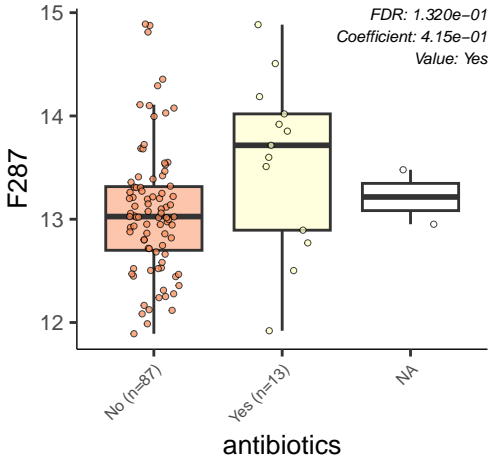 FDR: 1.320e−01
Coefficient: 4.15e−01
Value: Yes
15
14
13
12
F287
No (n=87)
Yes (n=13)
NA
antibiotics